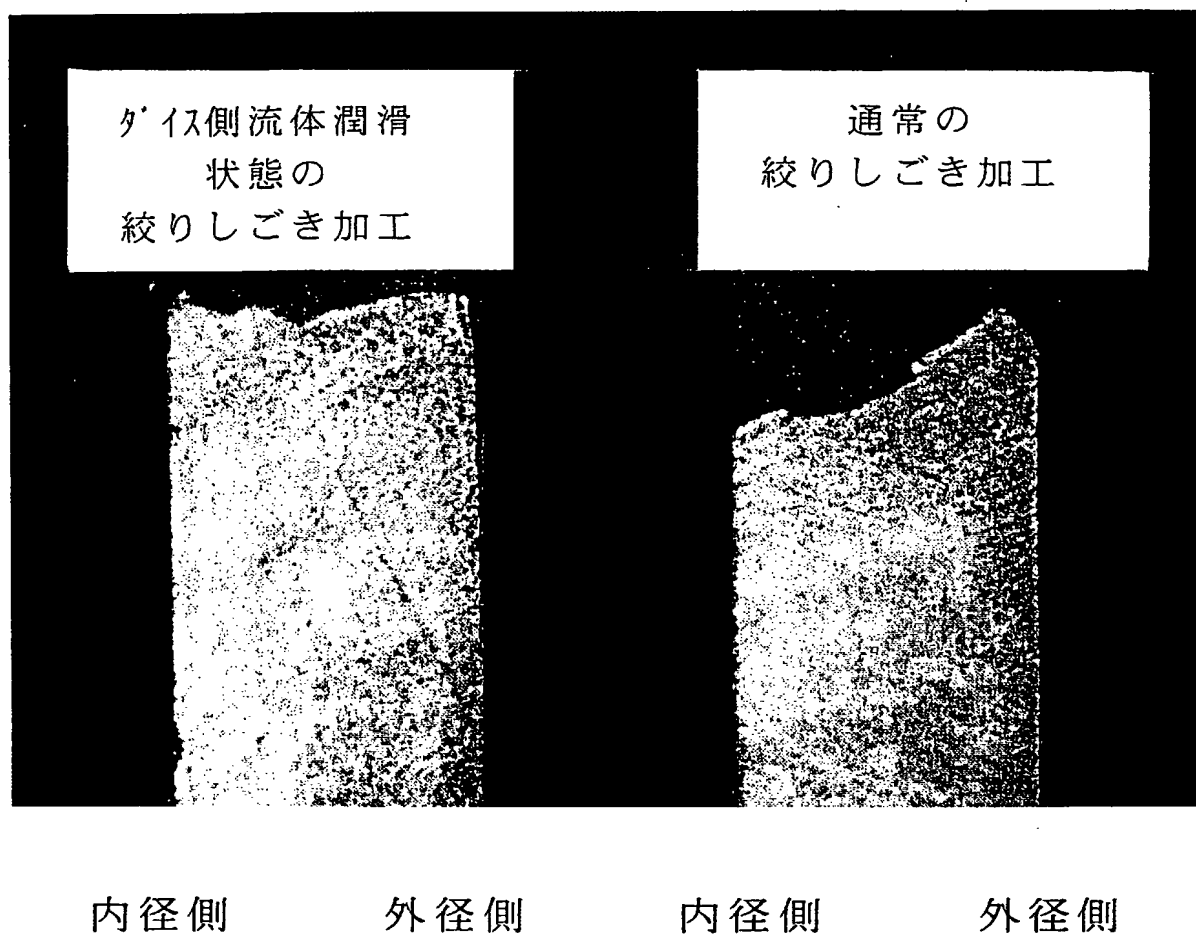 ダイス側流体潤滑
状態の
絞りしごき加工
通常の
絞りしごき加工
内径側 外径側 内径側 外径側